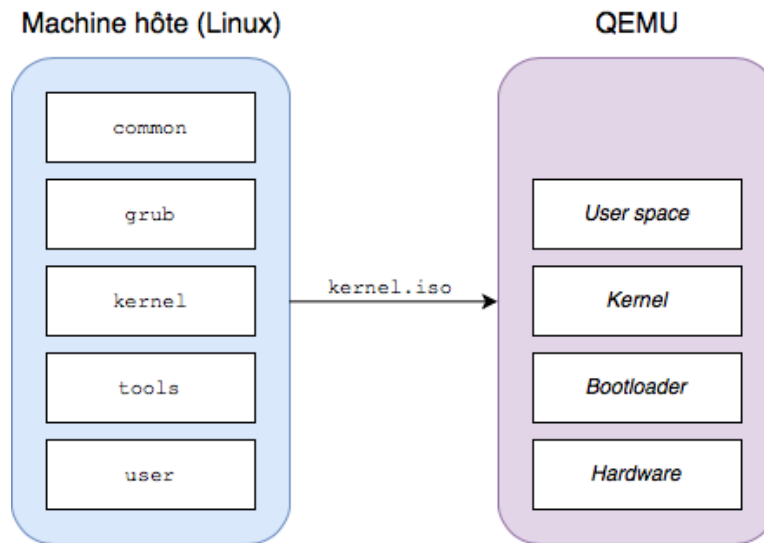 Machine hôte (Linux)
QEMU
common
grub
User space
kernel
kernel.iso
Kernel
tools
Bootloader
user
Hardware